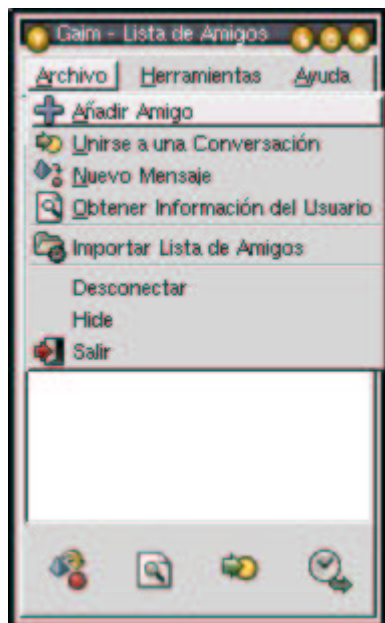 Gaim - Lista de Amigos
Archivo Herramientas Ayuda
Añadir Amigo
Unirse a una Conversación
Nuevo Mensaje
Obtener Información del Usuario
Importar Lista de Amigos
Desconectar
Hide
Salir